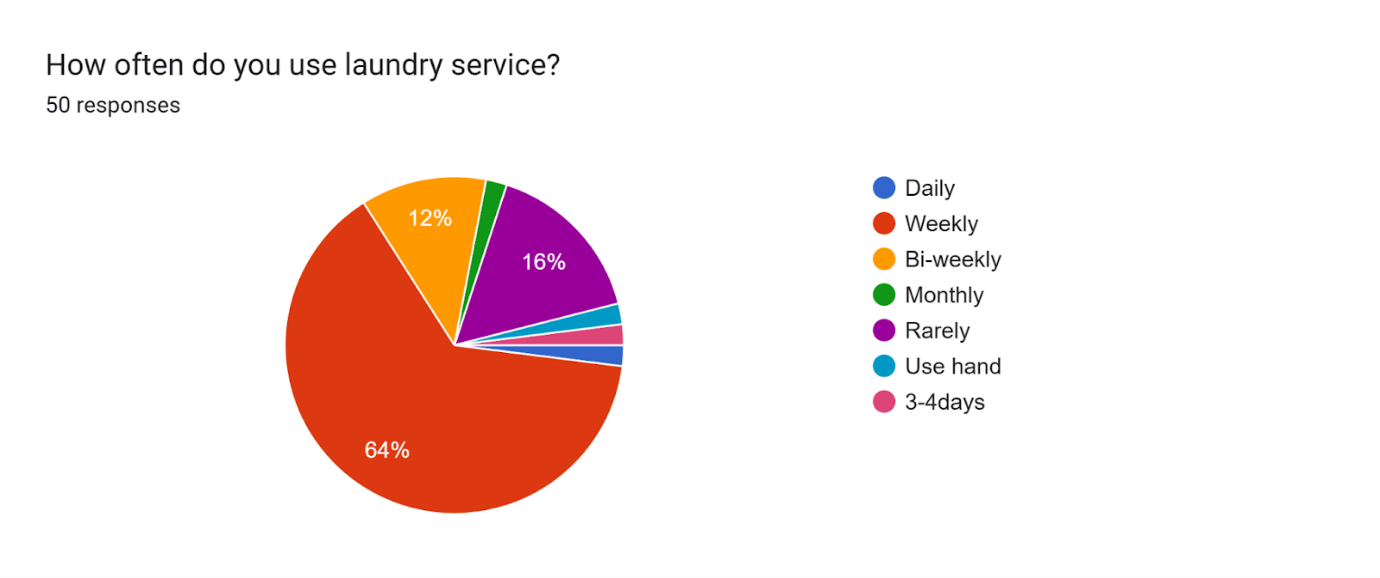 How often do you use laundry service?
50 responses
12%
16%
64%
Daily
Weekly
Bi-weekly
Monthly
Rarely
Use hand
3-4days